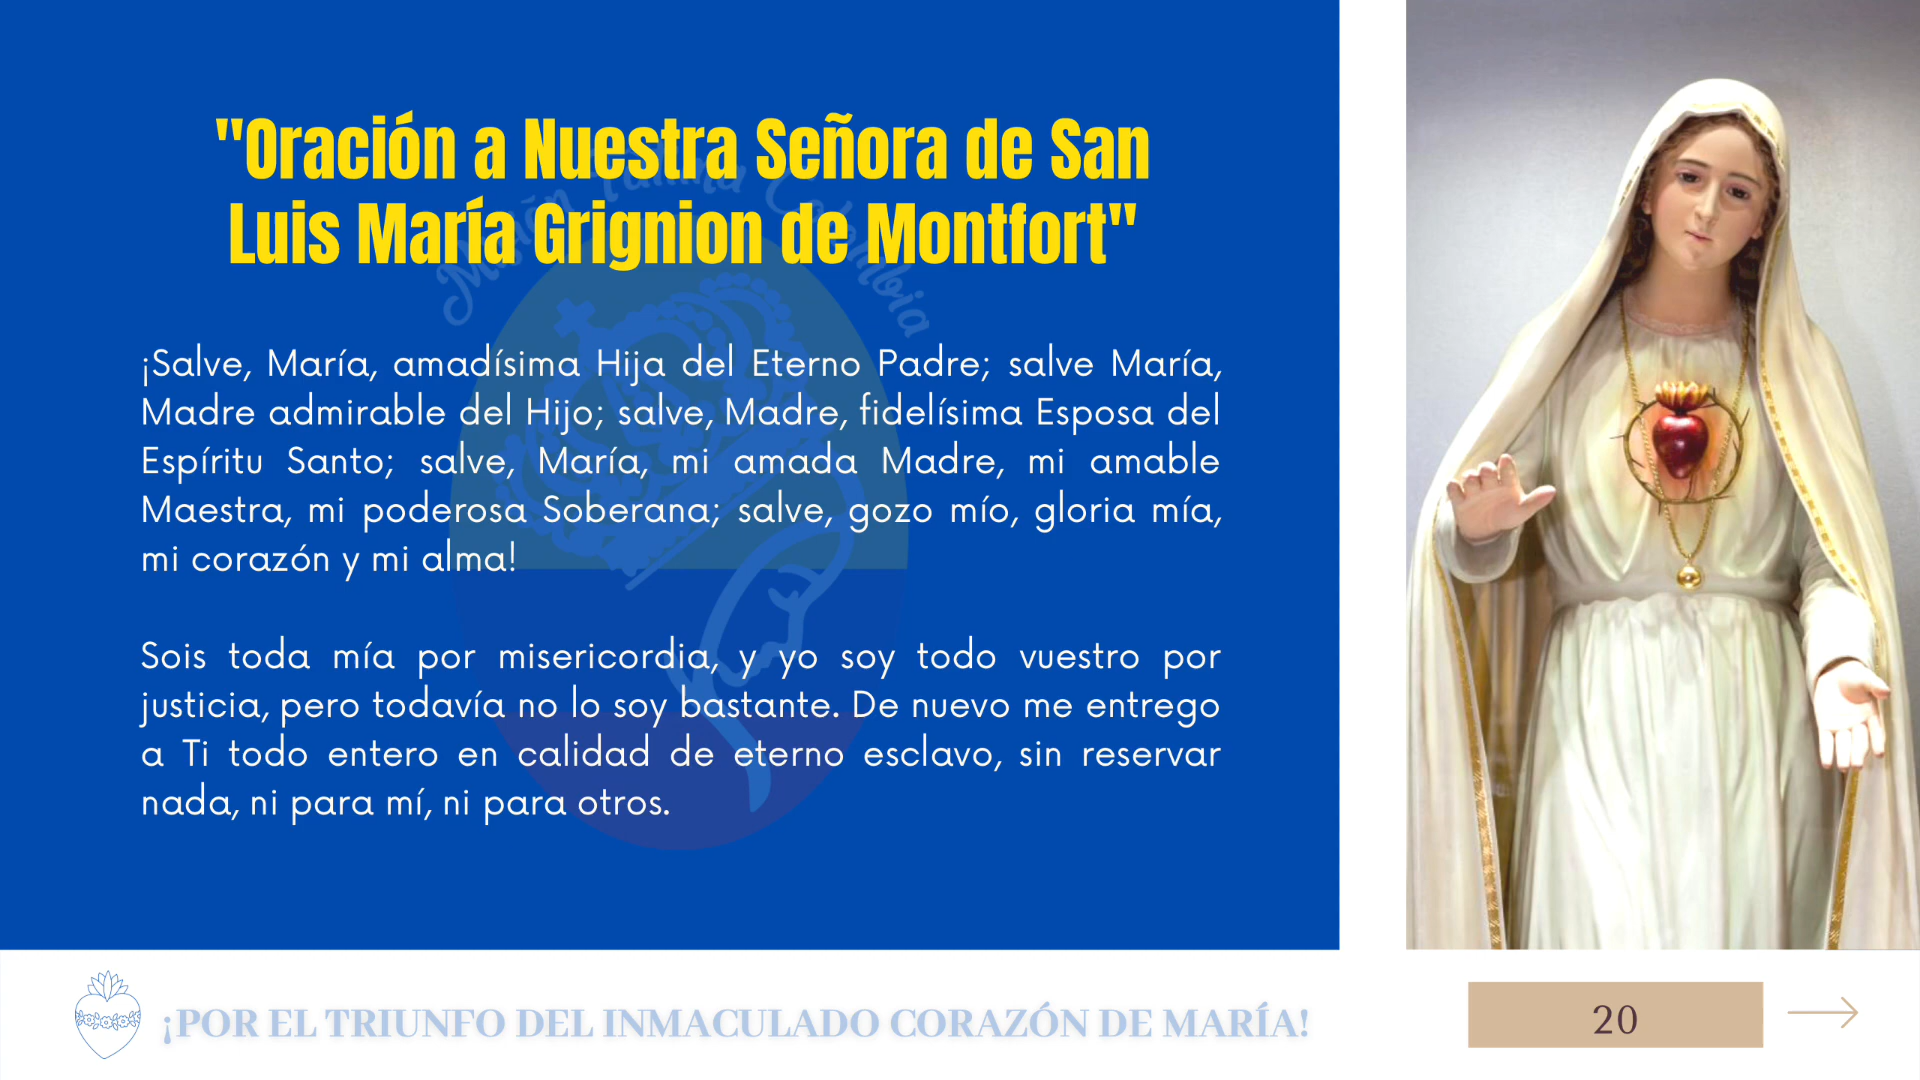 "Oración a Nuestra Señora de San
Luis María Grignion de Montfort"
Misión Fátima Colombia
¡Salve, María, amadísima Hija del Eterno Padre; salve María,
Madre admirable del Hijo; salve, Madre, fidelísima Esposa del
Espíritu Santo; salve, María, mi amada Madre, mi amable
Maestra, mi poderosa Soberana; salve, gozo mío, gloria mía,
mi corazón y mi alma!
Sois toda mía por misericordia, y yo soy todo vuestro por
justicia, pero todavía no lo soy bastante. De nuevo me entrego
a Ti todo entero en calidad de eterno esclavo, sin reservar
nada, ni para mí, ni para otros.
¡POR EL TRIUNFO DEL INMACULADO CORAZÓN DE MARÍA!
20